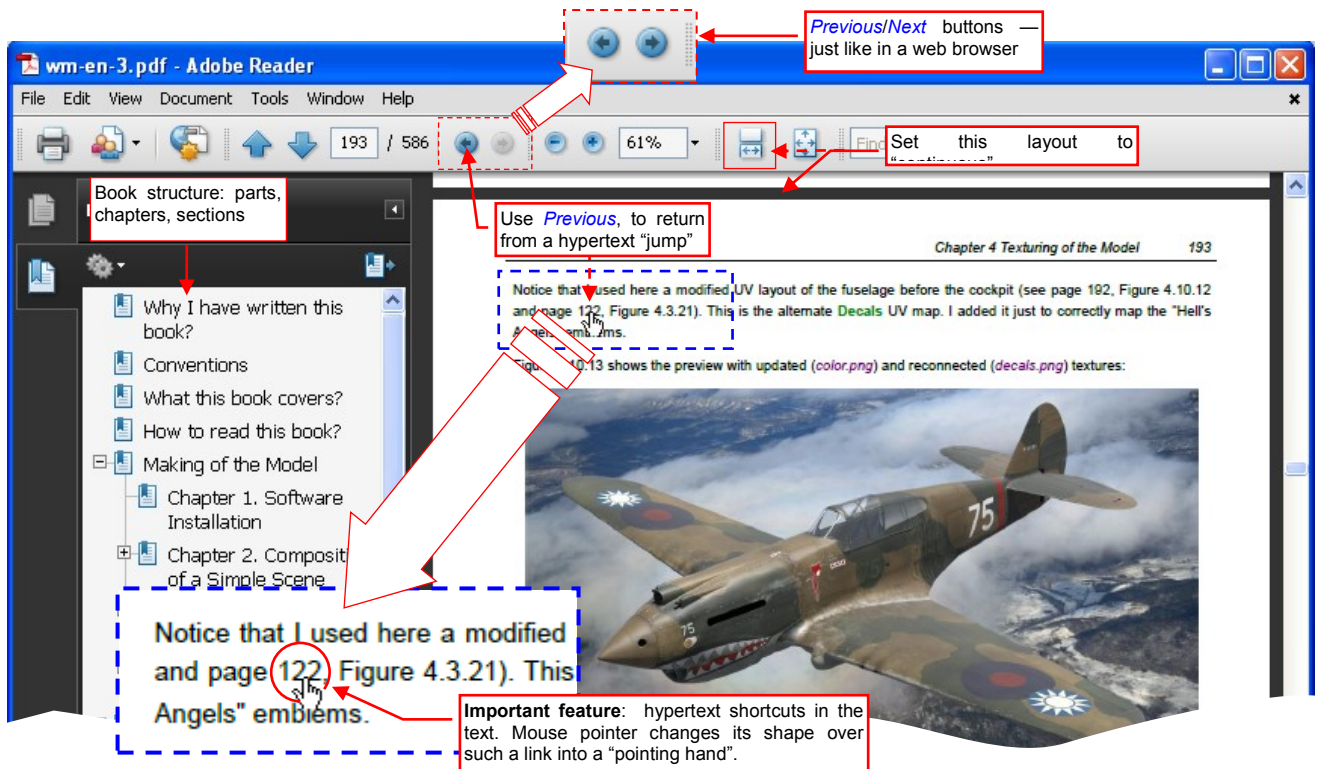 Previous/Next buttons —
just like in a web browser
wm-en-3.pdf - Adobe Reader
File Edit View Document Tools Window Help
193 / 586
61%
Find
Set this layout to
"continuous"
Book structure: parts,
chapters, sections
Use Previous, to return
from a hypertext “jump”
Why I have written this
book?
Conventions
What this book covers?
How to read this book?
Making of the Model
Chapter 1. Software
Installation
Chapter 2. Compositi
of a Simple Scene
Chapter 4 Texturing of the Model 193
Notice that I used here a modified UV layout of the fuselage before the cockpit (see page 192, Figure 4.10.12
and page 122, Figure 4.3.21). This is the alternate Decals UV map. I added it just to correctly map the "Hell's
Angels" emblems.
10.13 shows the preview with updated (color.png) and reconnected (decals.png) textures:
75
75
Notice that I used here a modified
and page 122, Figure 4.3.21). This
Angels" emblems.
Important feature: hypertext shortcuts in the
text. Mouse pointer changes its shape over
such a link into a “pointing hand”.